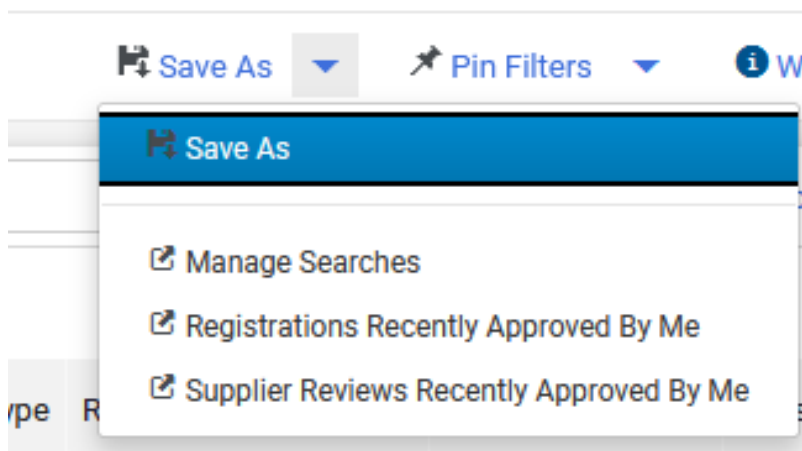 Save As Pin Filters W
Save As
Manage Searches
Registrations Recently Approved By Me
Supplier Reviews Recently Approved By Me
ype R